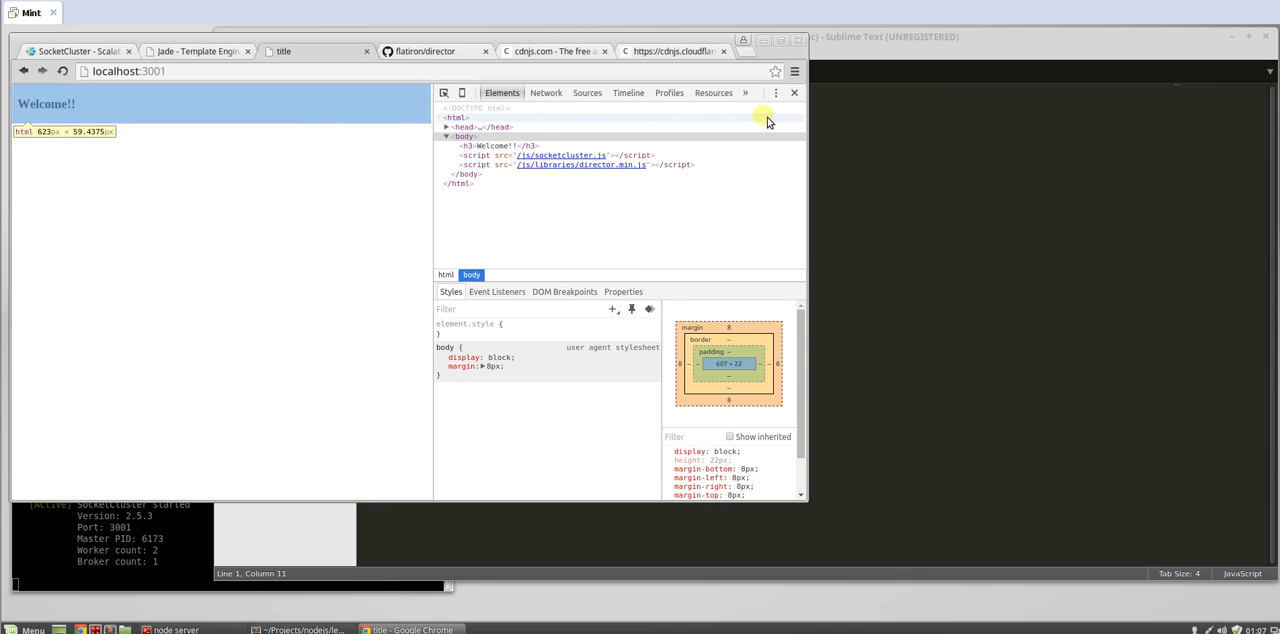 Mint
c) - Sublime Text (UNREGISTERED)
SocketCluster - Scalab
Jade - Template Engin
title
flatiron/director
cdnjs.com - The free a
https://cdnjs.cloudflar
localhost:3001
Welcome!!
html 623px × 59.4375px
Elements Network Sources Timeline Profiles Resources »
<!DOCTYPE html>
<html>
<head>…</head>
<body>
<h3>Welcome!!</h3>
<script src="/js/socketcluster.js"></script>
<script src="/js/libraries/director.min.js"></script>
</body>
</html>
html body
Styles Event Listeners DOM Breakpoints Properties
Filter
element.style {
}
body { user agent stylesheet
display: block;
margin: 8px;
}
margin 8
border –
padding –
8 – – 607 × 22 – – 8
–
–
8
Filter Show inherited
display: block;
height: 22px;
margin-bottom: 8px;
margin-left: 8px;
margin-right: 8px;
margin-top: 8px;
[Active] SocketCluster started
Version: 2.5.3
Port: 3001
Master PID: 6173
Worker count: 2
Broker count: 1
Line 1, Column 11
Tab Size: 4
JavaScript
Menu
node server
~/Projects/nodejs/le...
title - Google Chrome
01:07